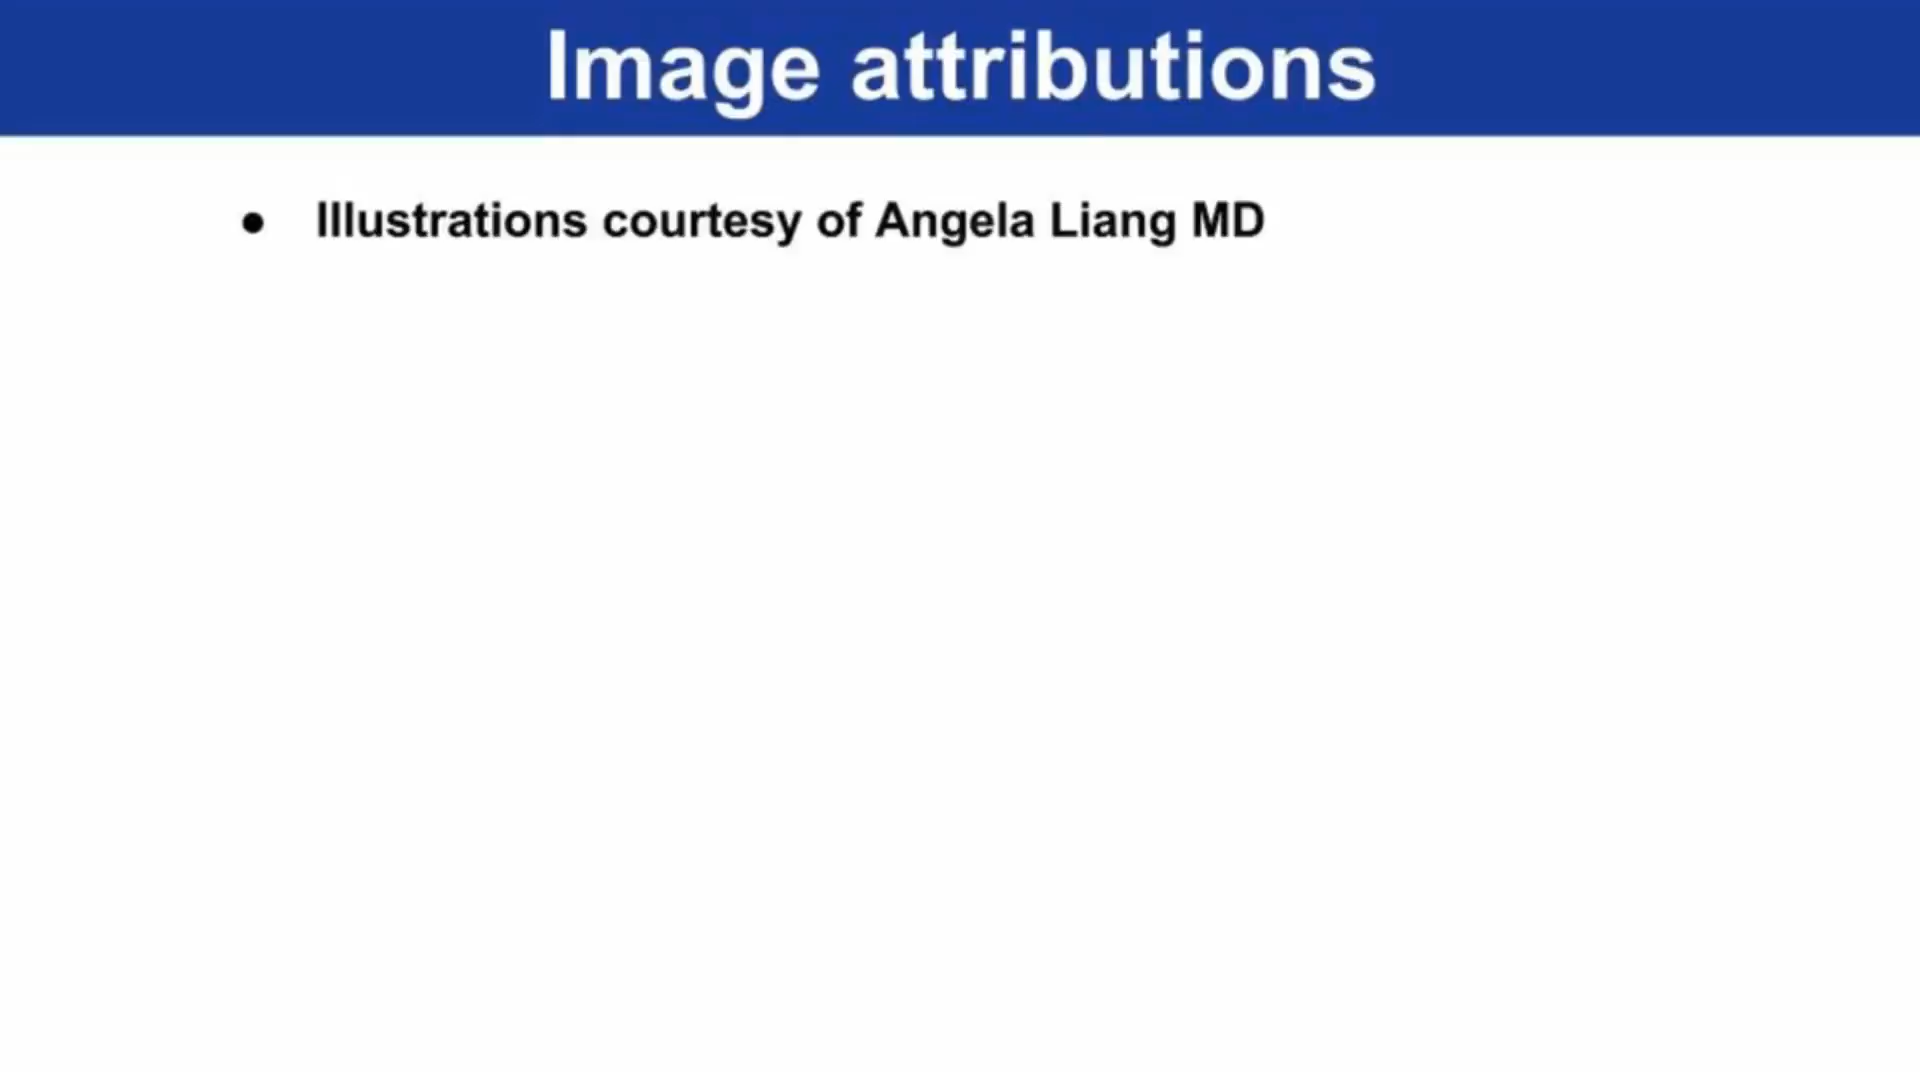 Image attributions
● Illustrations courtesy of Angela Liang MD